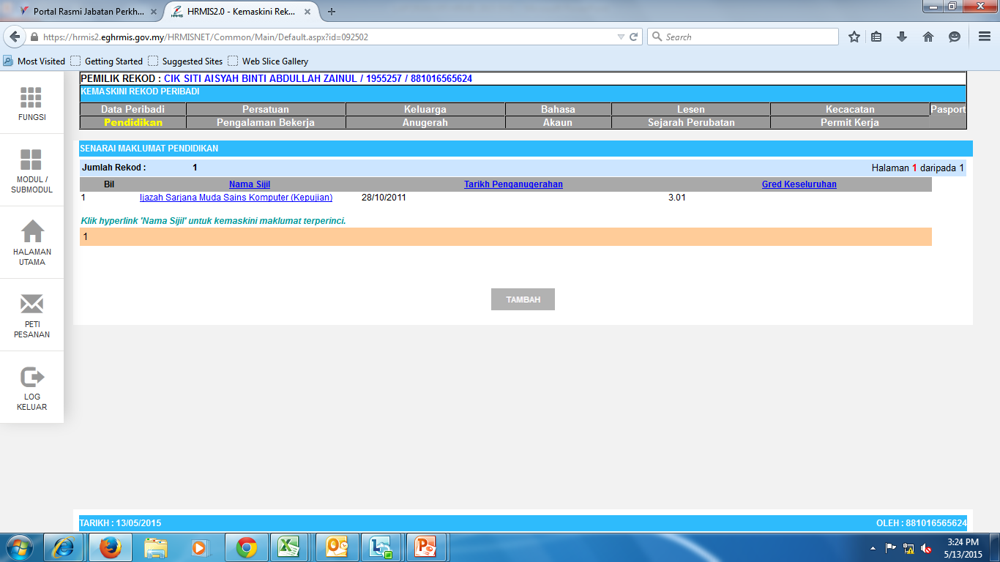 Portal Rasmi Jabatan Perkh...
HRMIS2.0 - Kemaskini Rek...
https://hrmis2.eghrmis.gov.my/HRMISNET/Common/Main/Default.aspx?id=092502
Search
Most Visited Getting Started Suggested Sites Web Slice Gallery
PEMILIK REKOD : CIK SITI AISYAH BINTI ABDULLAH ZAINUL / 1955257 / 881016565624
KEMASKINI REKOD PERIBADI
Data Peribadi Persatuan Keluarga Bahasa Lesen Kecacatan Pasport
Pendidikan Pengalaman Bekerja Anugerah Akaun Sejarah Perubatan Permit Kerja
FUNGSI
MODUL /
SUBMODUL
HALAMAN
UTAMA
PETI
PESANAN
LOG
KELUAR
SENARAI MAKLUMAT PENDIDIKAN
Jumlah Rekod : 1 Halaman 1 daripada 1
Bil Nama Sijil Tarikh Penganugerahan Gred Keseluruhan
1 Ijazah Sarjana Muda Sains Komputer (Kepujian) 28/10/2011 3.01
Klik hyperlink 'Nama Sijil' untuk kemaskini maklumat terperinci.
1
TAMBAH
TARIKH : 13/05/2015 OLEH : 881016565624
3:24 PM
5/13/2015